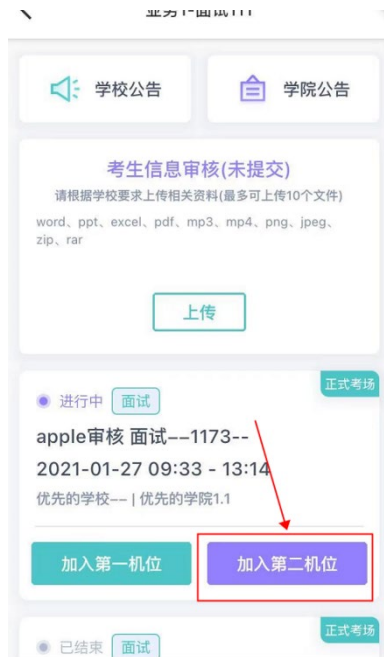 学校公告
学院公告
考生信息审核(未提交)
请根据学校要求上传相关资料(最多可上传10个文件)
word、ppt、excel、pdf、mp3、mp4、png、jpeg、
zip、rar
上传
正式考场
进行中 面试
apple审核 面试--1173--
2021-01-27 09:33 - 13:14
优先的学校-- | 优先的学院1.1
加入第一机位
加入第二机位
正式考场
已结束 面试